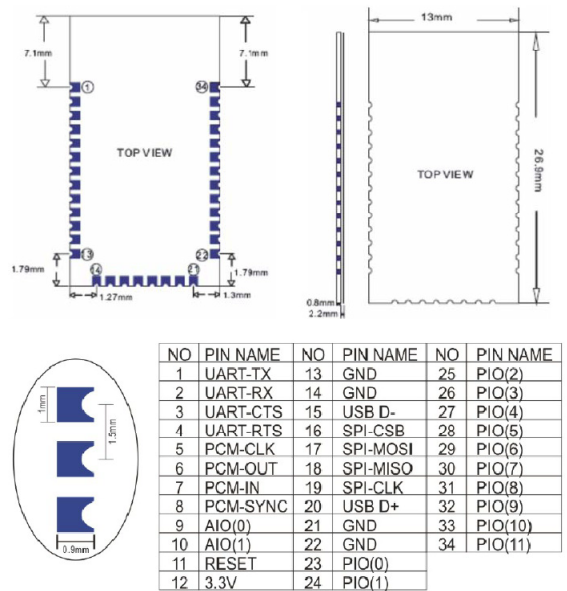 13mm
7.1mm
7.1mm
1
34
TOP VIEW
TOP VIEW
26.9mm
13
22
14
21
1.79mm
1.79mm
1.27mm
1.3mm
0.8mm
2.2mm
1mm
1.5mm
0.9mm
NO PIN NAME NO PIN NAME NO PIN NAME
1 UART-TX 13 GND 25 PIO(2)
2 UART-RX 14 GND 26 PIO(3)
3 UART-CTS 15 USB D- 27 PIO(4)
4 UART-RTS 16 SPI-CSB 28 PIO(5)
5 PCM-CLK 17 SPI-MOSI 29 PIO(6)
6 PCM-OUT 18 SPI-MISO 30 PIO(7)
7 PCM-IN 19 SPI-CLK 31 PIO(8)
8 PCM-SYNC 20 USB D+ 32 PIO(9)
9 AIO(0) 21 GND 33 PIO(10)
10 AIO(1) 22 GND 34 PIO(11)
11 RESET 23 PIO(0)
12 3.3V 24 PIO(1)